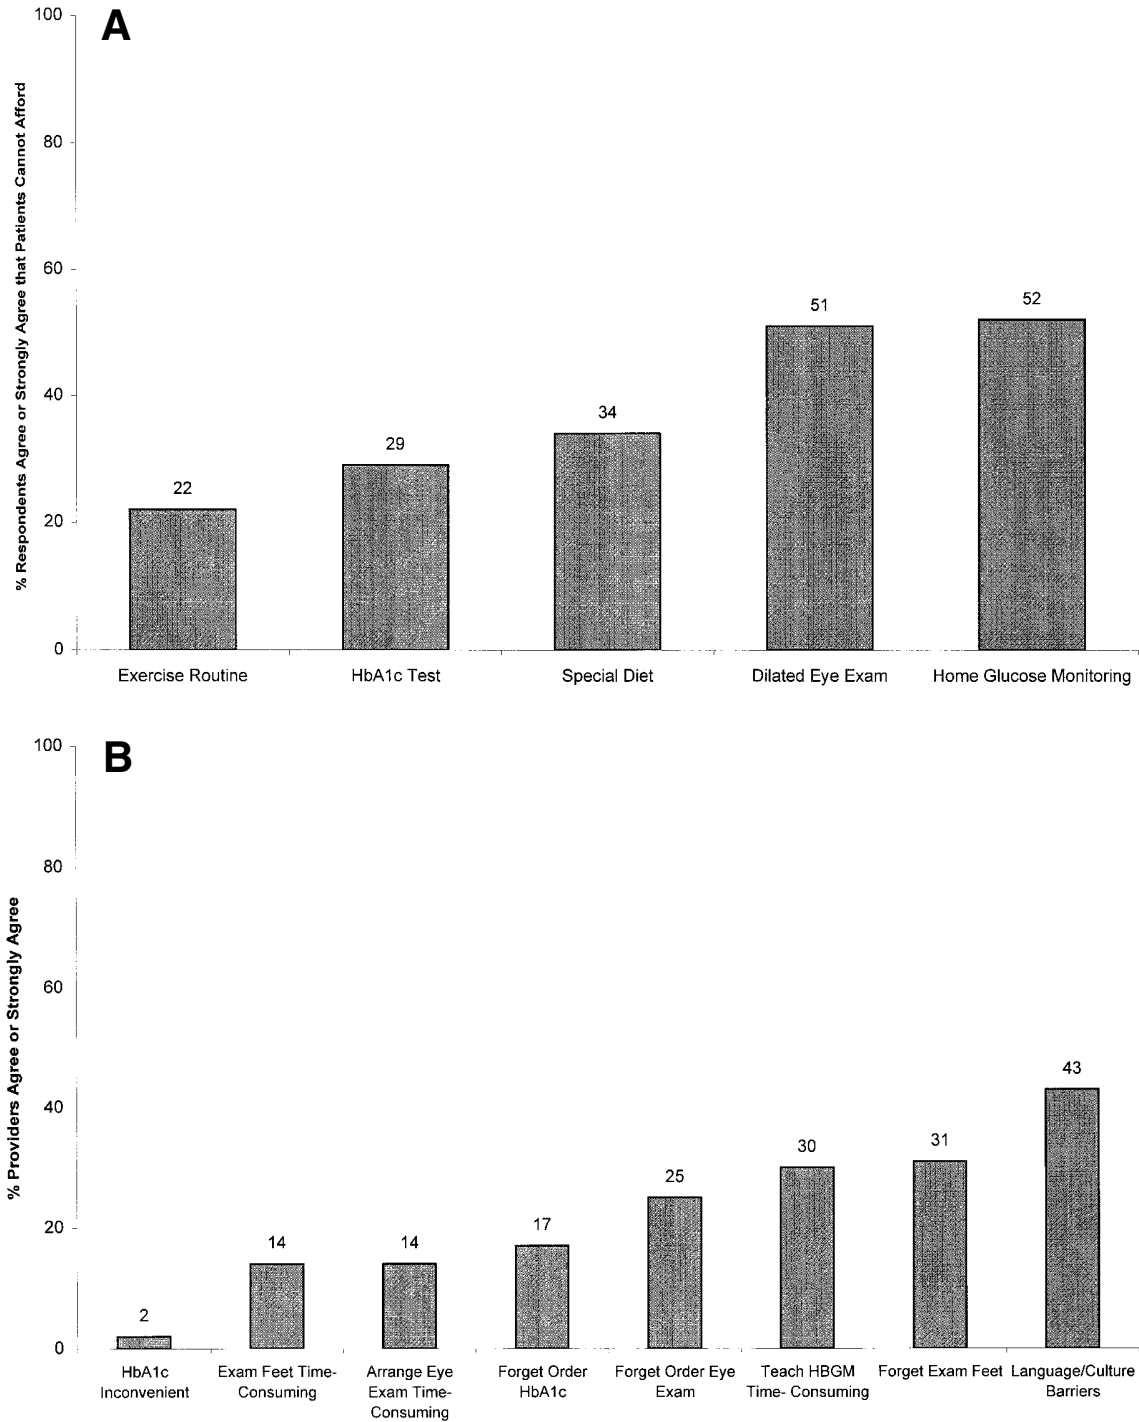 A
% Respondents Agree or Strongly Agree that Patients Cannot Afford
100
80
60
40
20
0
22
29
34
51
52
Exercise Routine
HbA1c Test
Special Diet
Dilated Eye Exam
Home Glucose Monitoring
B
% Providers Agree or Strongly Agree
100
80
60
40
20
0
2
14
14
17
25
30
31
43
HbA1c
Inconvenient
Exam Feet Time-
Consuming
Arrange Eye
Exam Time-
Consuming
Forget Order
HbA1c
Forget Order Eye
Exam
Teach HBGM
Time- Consuming
Forget Exam Feet
Language/Culture
Barriers